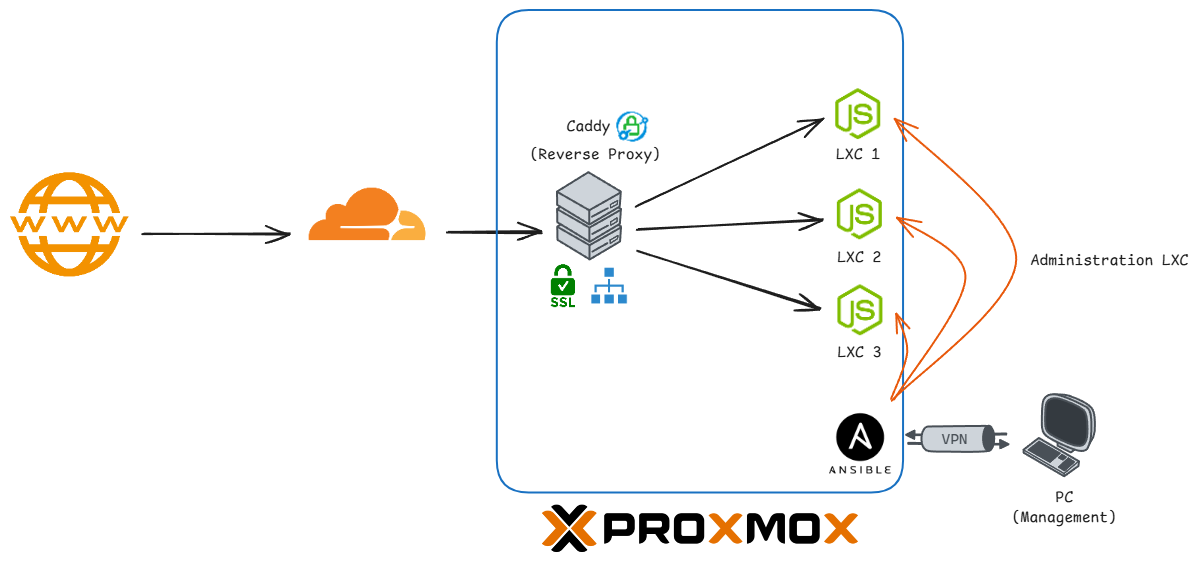 WWW
Caddy
(Reverse Proxy)
SSL
JS
LXC 1
JS
LXC 2
JS
LXC 3
Administration LXC
ANSIBLE
VPN
PC
(Management)
PROXMOX